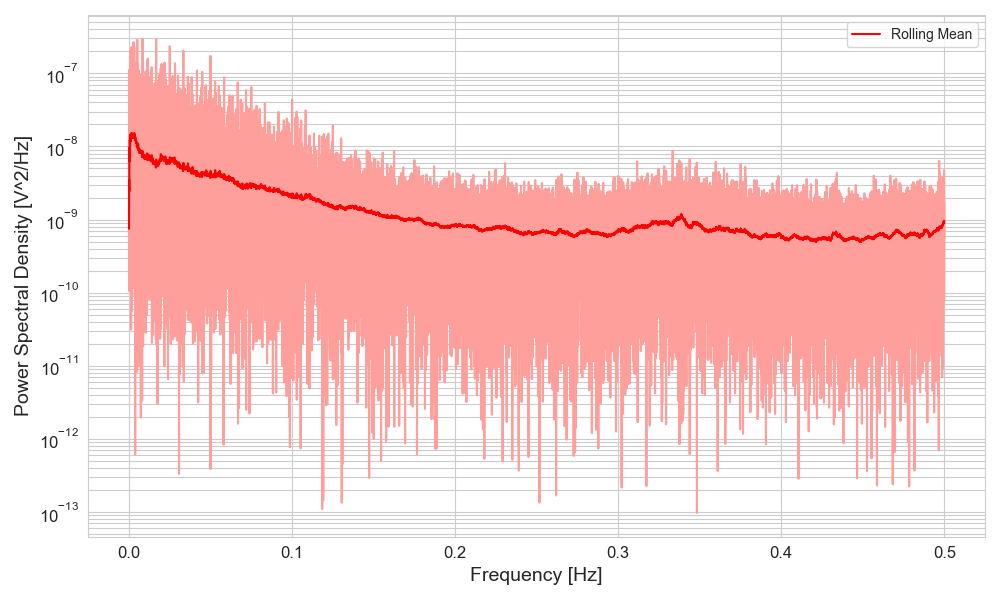 Rolling Mean
10⁻⁷
10⁻⁸
10⁻⁹
10⁻¹⁰
10⁻¹¹
10⁻¹²
10⁻¹³
Power Spectral Density [V^2/Hz]
0.0 0.1 0.2 0.3 0.4 0.5
Frequency [Hz]